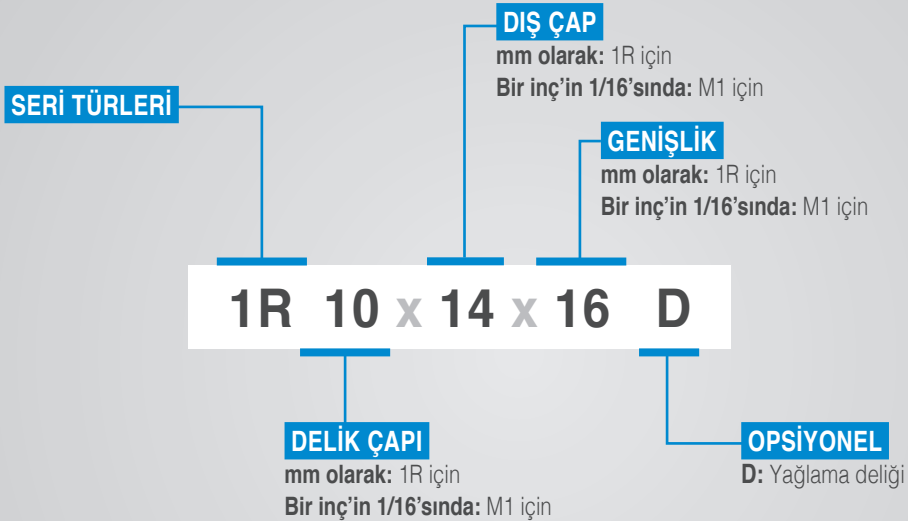 DIŞ ÇAP
mm olarak: 1R için
Bir inç’in 1/16’sında: M1 için
SERİ TÜRLERİ
GENİŞLİK
mm olarak: 1R için
Bir inç’in 1/16’sında: M1 için
1R 10 x 14 x 16 D
DELİK ÇAPI
mm olarak: 1R için
Bir inç’in 1/16’sında: M1 için
OPSİYONEL
D: Yağlama deliği